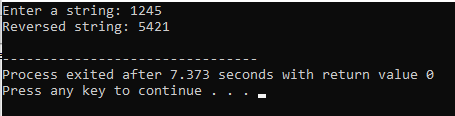 Enter a string: 1245
Reversed string: 5421
--------------------------------
Process exited after 7.373 seconds with return value 0
Press any key to continue . . .